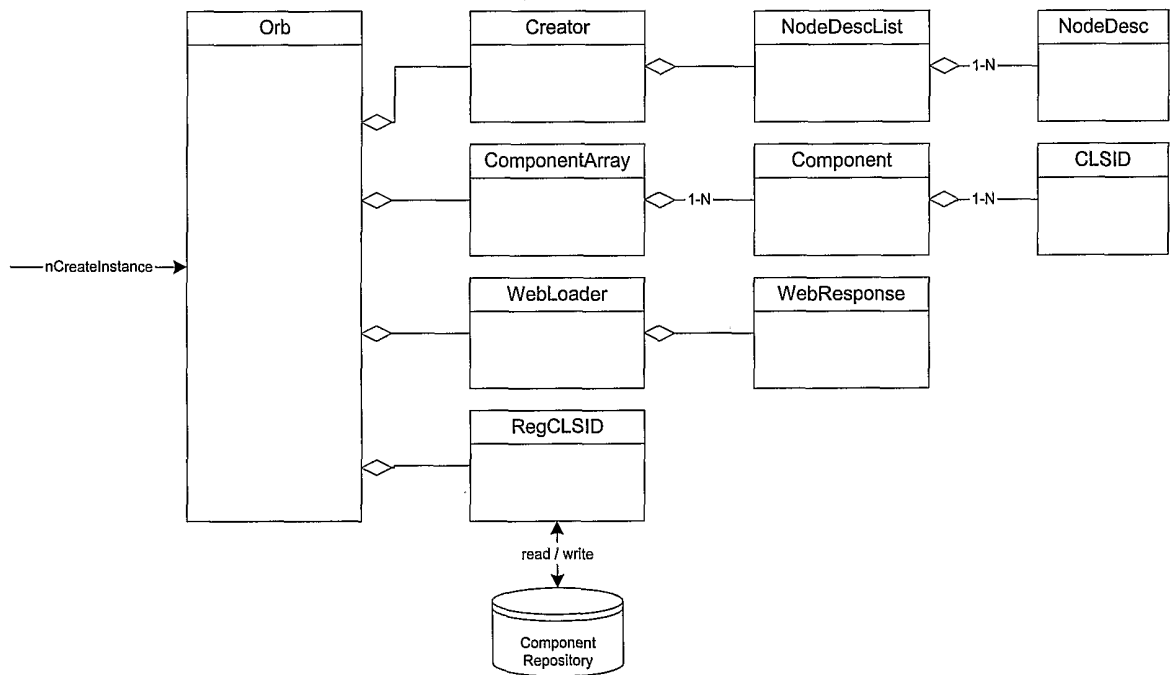 Orb
Creator
NodeDescList
NodeDesc
1-N
ComponentArray
Component
CLSID
1-N
1-N
nCreateInstance
WebLoader
WebResponse
RegCLSID
read / write
Component
Repository